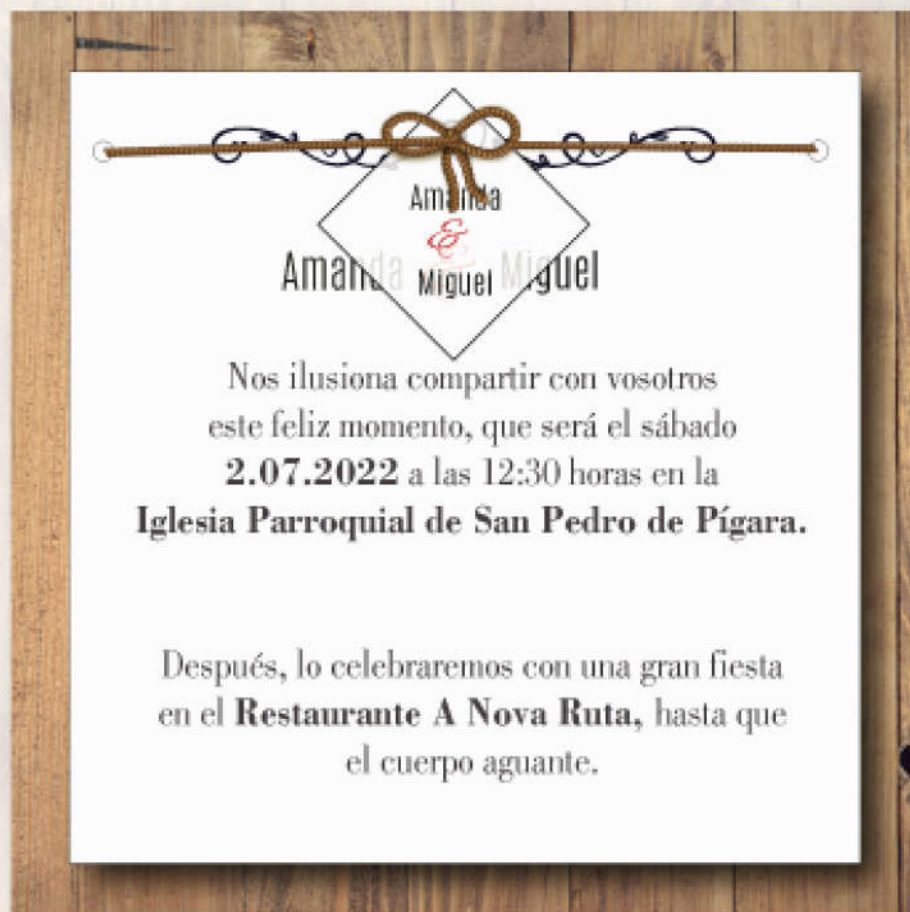 Amanda
&
Miguel
Amanda Miguel
Nos ilusiona compartir con vosotros
este feliz momento, que será el sábado
2.07.2022 a las 12:30 horas en la
Iglesia Parroquial de San Pedro de Pígara.
Después, lo celebraremos con una gran fiesta
en el Restaurante A Nova Ruta, hasta que
el cuerpo aguante.